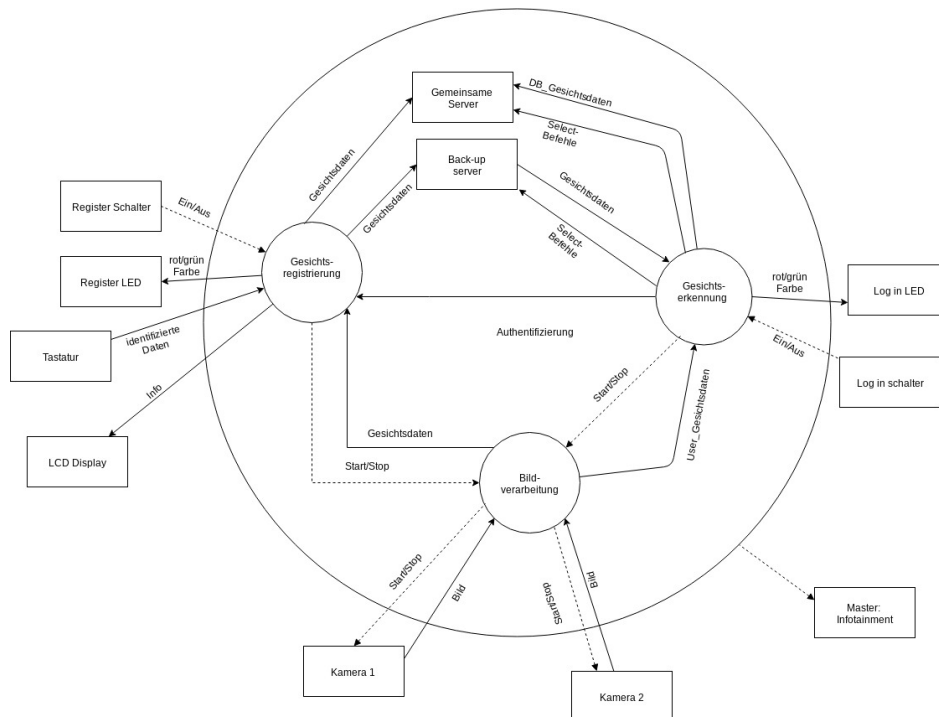 Gemeinsame
Server
DB_Gesichtsdaten
Select-
Befehle
Gesichtsdaten
Back-up
server
Gesichtsdaten
Gesichtsdaten
Select-
Befehle
Register Schalter
Ein/Aus
Gesichts-
registrierung
rot/grün
Farbe
Register LED
identifizierte
Daten
Tastatur
Info
LCD Display
Gesichts-
erkennung
rot/grün
Farbe
Log in LED
Ein/Aus
Log in schalter
Authentifizierung
Start/Stop
User_Gesichtsdaten
Gesichtsdaten
Start/Stop
Bild-
verarbeitung
Start/Stop
Bild
Start/Stop
Bild
Master:
Infotainment
Kamera 1
Kamera 2